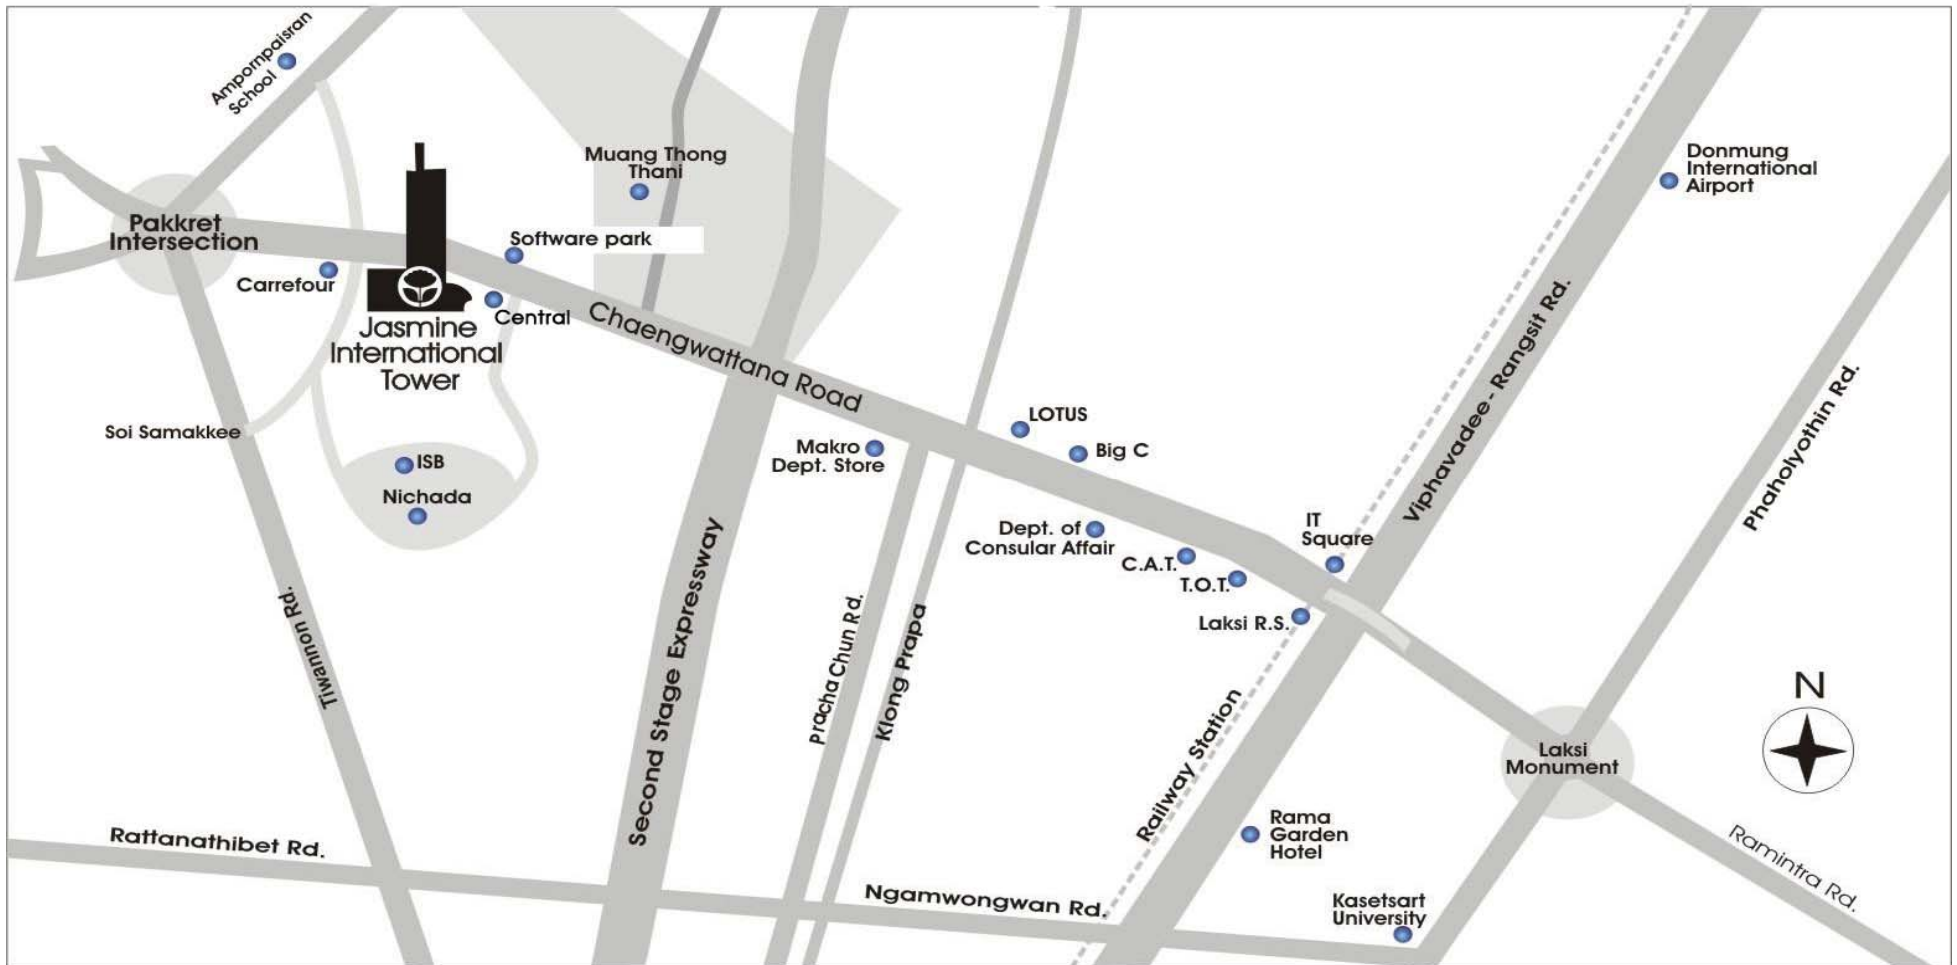 Ampornpaisran
School
Muang Thong
Thani
Donmung
International
Airport
Pakkret
Intersection
Software park
Carrefour
Central
Jasmine
International
Tower
Chaengwattana Road
Viphavadee - Rangsit Rd.
Phaholyothin Rd.
Soi Samakkee
ISB
Nichada
LOTUS
Big C
Makro
Dept. Store
Dept. of
Consular Affair
C.A.T.
T.O.T.
IT
Square
Laksi R.S.
Tiwannon Rd.
Second Stage Expressway
Pracha Chun Rd.
Klong Prapa
Railway Station
N
Laksi
Monument
Rama
Garden
Hotel
Ramintra Rd.
Rattanathibet Rd.
Ngamwongwan Rd.
Kasetsart
University